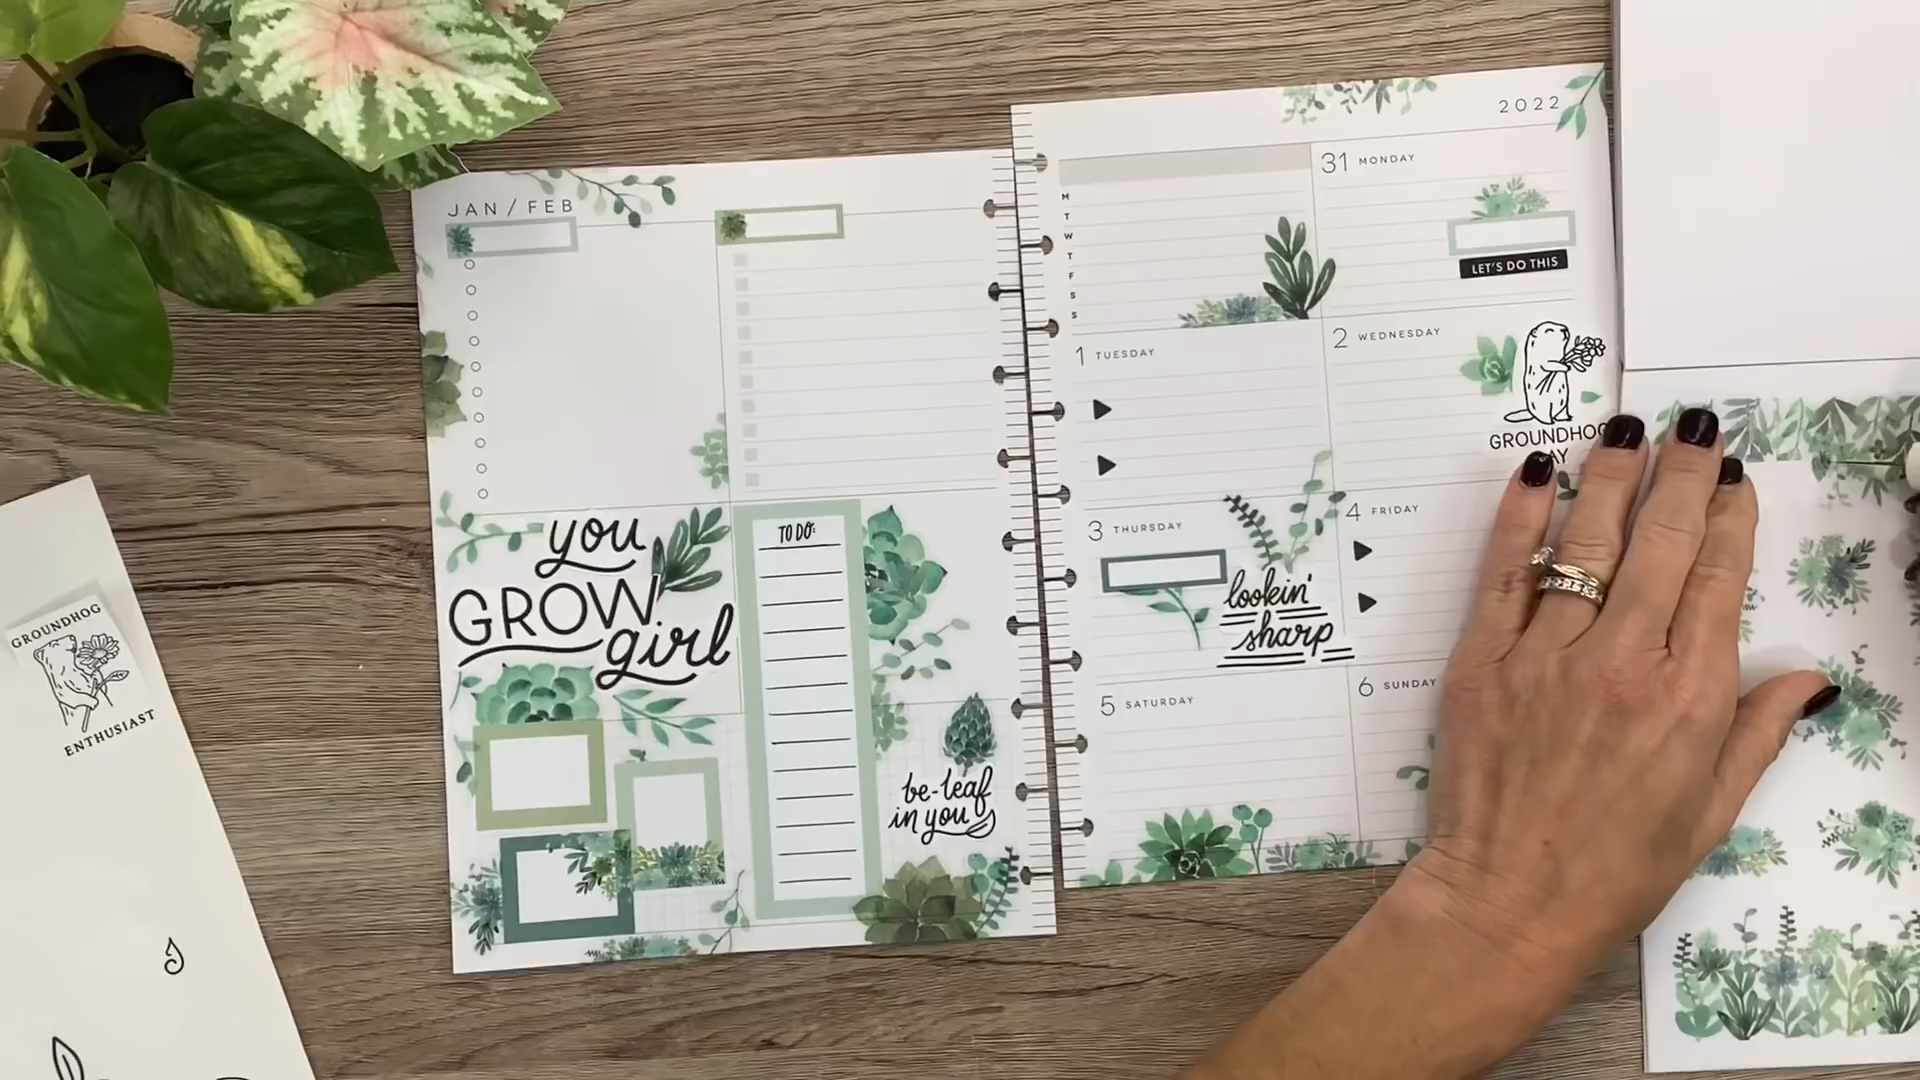 JAN / FEB
you
GROW
girl
TO DO:
be-leaf
in you
2022
M
T
W
T
F
S
S
31 MONDAY
LET'S DO THIS
1 TUESDAY
2 WEDNESDAY
GROUNDHOG
3 THURSDAY
lookin'
sharp
4 FRIDAY
5 SATURDAY
6 SUNDAY
GROUNDHOG
ENTHUSIAST